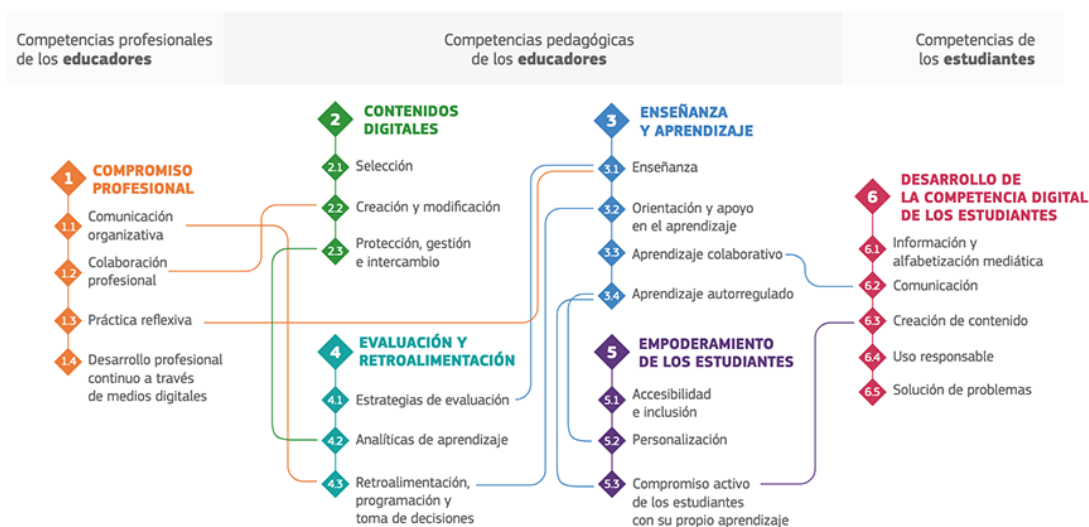 Competencias profesionales
de los educadores
Competencias pedagógicas
de los educadores
Competencias de
los estudiantes
1
COMPROMISO
PROFESIONAL
1.1
Comunicación
organizativa
1.2
Colaboración
profesional
1.3
Práctica reflexiva
1.4
Desarrollo profesional
continuo a través
de medios digitales
2
CONTENIDOS
DIGITALES
2.1
Selección
2.2
Creación y modificación
2.3
Protección, gestión
e intercambio
3
ENSEÑANZA
Y APRENDIZAJE
3.1
Enseñanza
3.2
Orientación y apoyo
en el aprendizaje
3.3
Aprendizaje colaborativo
3.4
Aprendizaje autorregulado
4
EVALUACIÓN Y
RETROALIMENTACIÓN
4.1
Estrategias de evaluación
4.2
Analíticas de aprendizaje
4.3
Retroalimentación,
programación y
toma de decisiones
5
EMPODERAMIENTO
DE LOS ESTUDIANTES
5.1
Accesibilidad
e inclusión
5.2
Personalización
5.3
Compromiso activo
de los estudiantes
con su propio aprendizaje
6
DESARROLLO DE
LA COMPETENCIA DIGITAL
DE LOS ESTUDIANTES
6.1
Información y
alfabetización mediática
6.2
Comunicación
6.3
Creación de contenido
6.4
Uso responsable
6.5
Solución de problemas